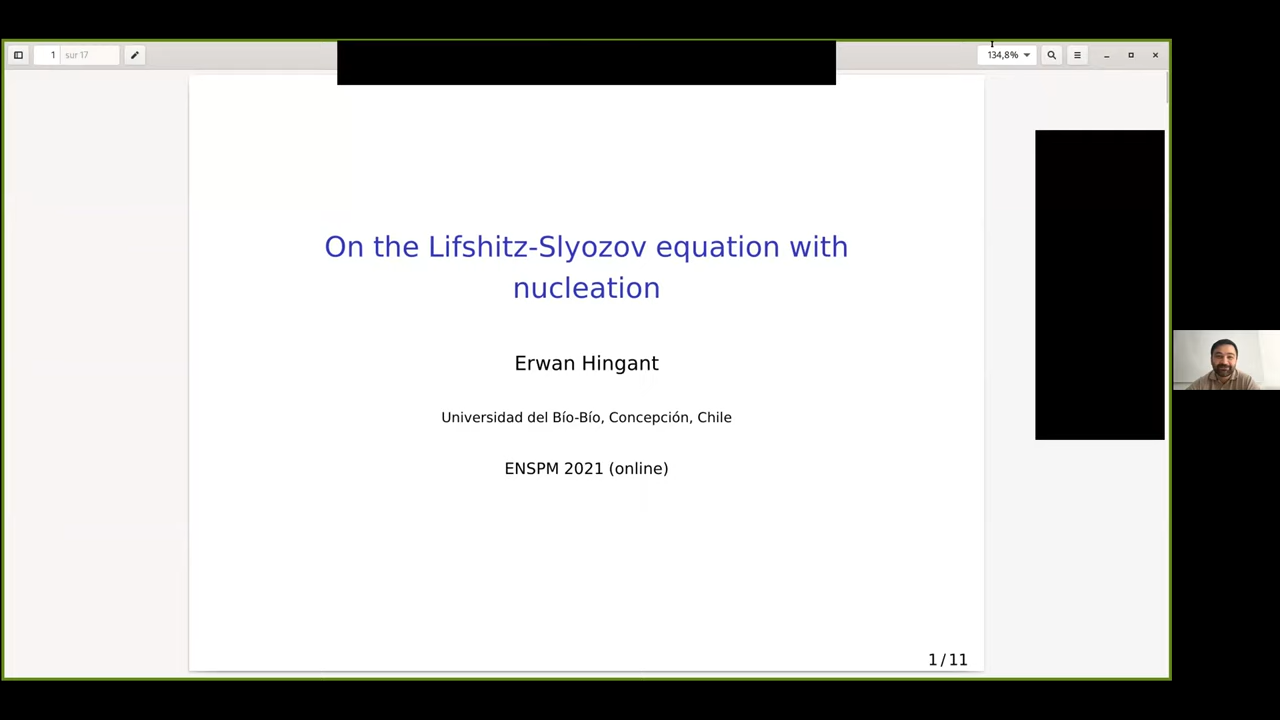 1 sur 17
134,8%
On the Lifshitz-Slyozov equation with
nucleation
Erwan Hingant
Universidad del Bío-Bío, Concepción, Chile
ENSPM 2021 (online)
1 / 11